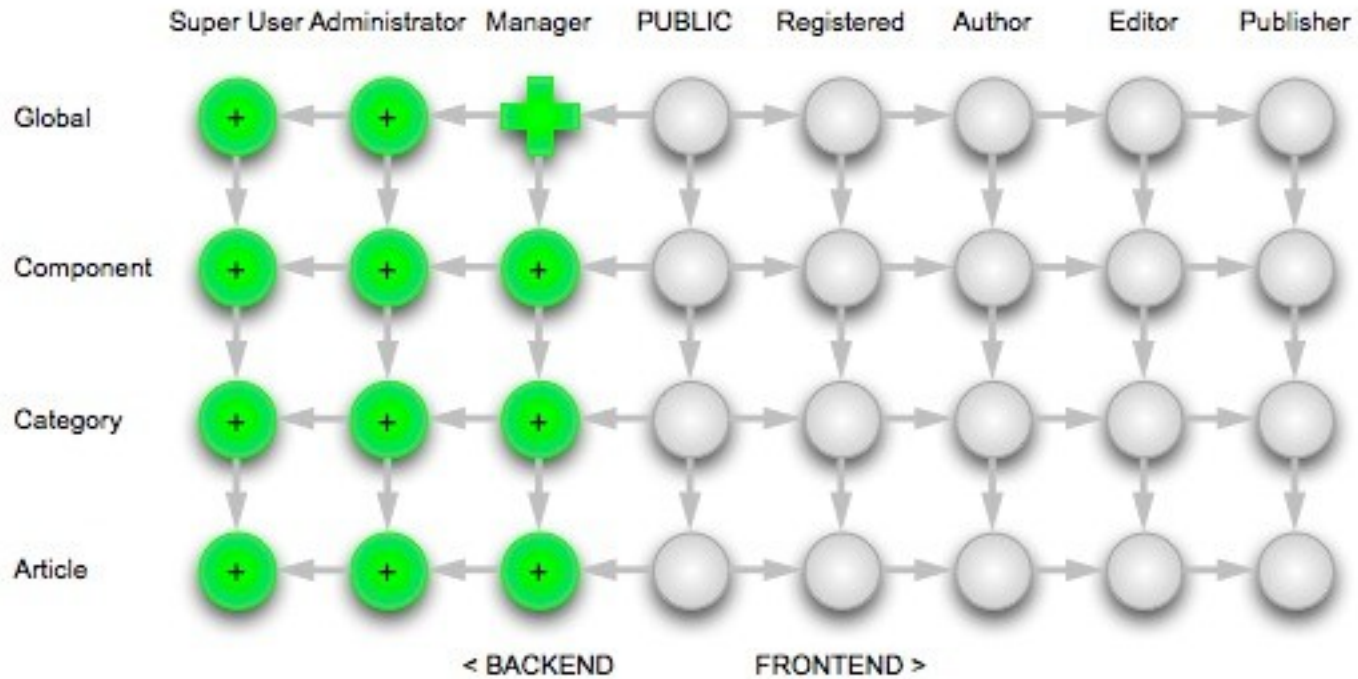 Super User Administrator Manager PUBLIC Registered Author Editor Publisher
Global + +
Component + + +
Category + + +
Article + + +
< BACKEND FRONTEND >